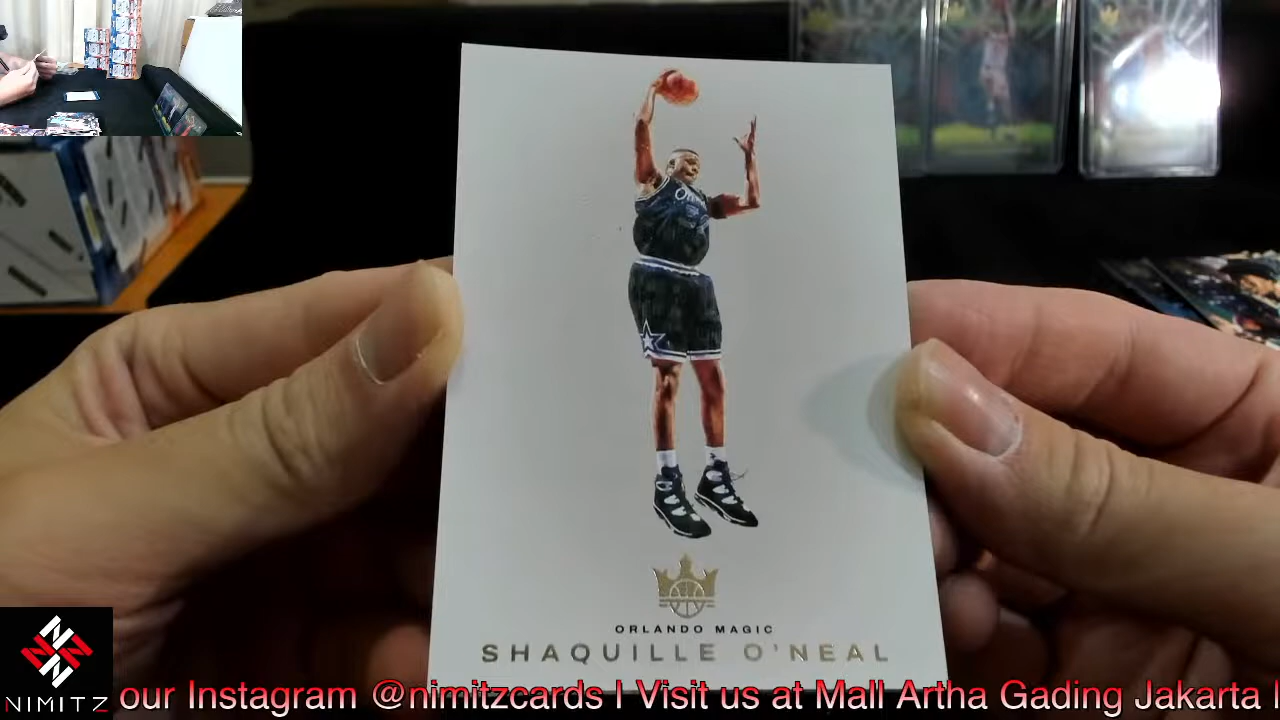 ORLANDO MAGIC
SHAQUILLE O'NEAL
NIMITZ
our Instagram @nimitzcards I Visit us at Mall Artha Gading Jakarta I